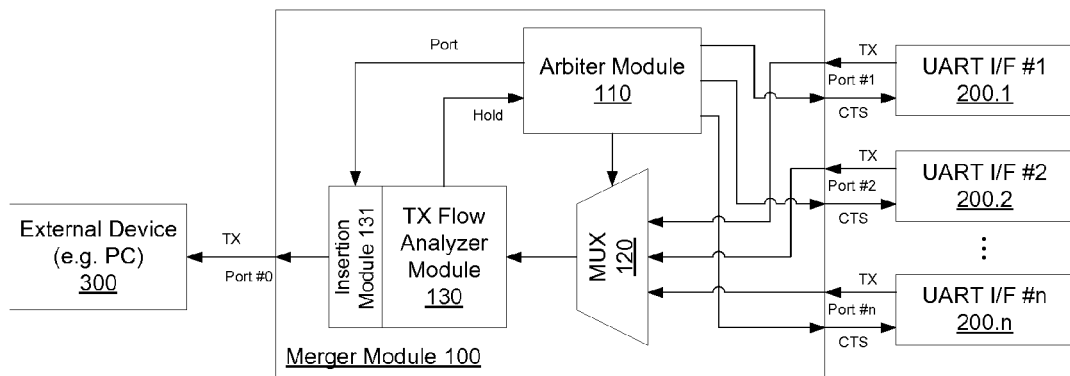 Port
Arbiter Module
110
Hold
TX
Port #1
CTS
UART I/F #1
200.1
TX
Port #2
CTS
UART I/F #2
200.2
...
External Device
(e.g. PC)
300
TX
Port #0
Insertion
Module 131
TX Flow
Analyzer
Module
130
MUX
120
TX
Port #n
CTS
UART I/F #n
200.n
Merger Module 100